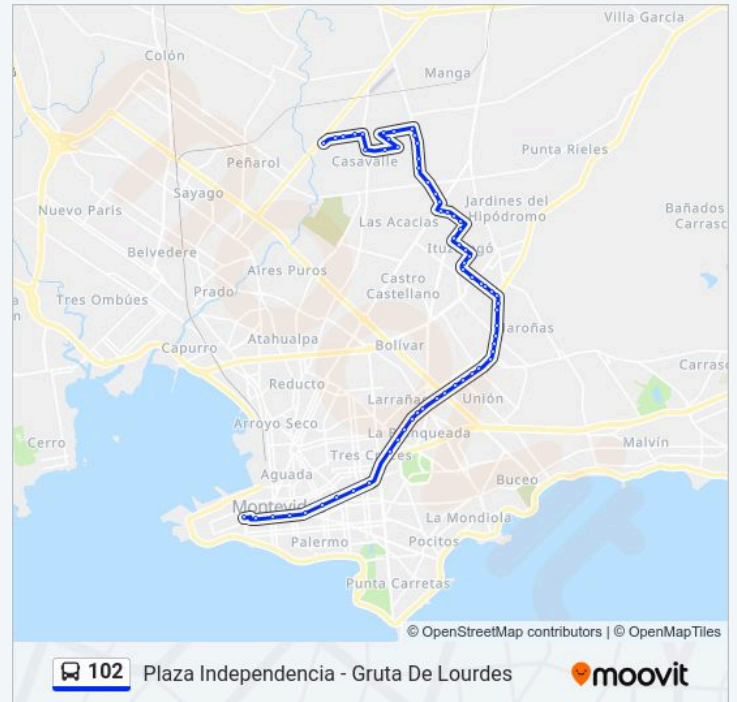 Villa García
Colón
Manga
Peñarol
Casavalle
Punta Rieles
Sayago
Jardines del
Hipódromo
Nuevo París
Las Acacias
Bañados
Carrasc
Belvedere
Ituzaingó
Aires Puros
Castro
Castellano
Prado
Tres Ombúes
Maroñas
Atahualpa
Capurro
Bolívar
Carrasc
Reducto
Larrañaga
Unión
Arroyo Seco
Cerro
La Blanqueada
Malvín
Tres Cruces
Aguada
Buceo
Montevideo
La Mondiola
Palermo
Pocitos
Punta Carretas
© OpenStreetMap contributors | © OpenMapTiles
102 Plaza Independencia - Gruta De Lourdes
moovit